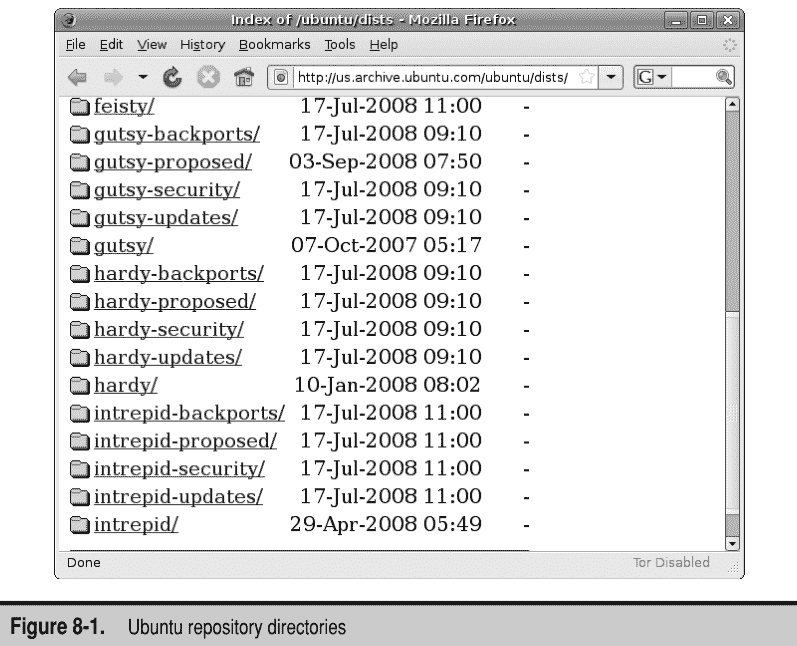 Index of /ubuntu/dists - Mozilla Firefox
File Edit View History Bookmarks Tools Help
http://us.archive.ubuntu.com/ubuntu/dists/ G
feisty/ 17-Jul-2008 11:00 -
gutsy-backports/ 17-Jul-2008 09:10 -
gutsy-proposed/ 03-Sep-2008 07:50 -
gutsy-security/ 17-Jul-2008 09:10 -
gutsy-updates/ 17-Jul-2008 09:10 -
gutsy/ 07-Oct-2007 05:17 -
hardy-backports/ 17-Jul-2008 09:10 -
hardy-proposed/ 17-Jul-2008 09:10 -
hardy-security/ 17-Jul-2008 09:10 -
hardy-updates/ 17-Jul-2008 09:10 -
hardy/ 10-Jan-2008 08:02 -
intrepid-backports/ 17-Jul-2008 11:00 -
intrepid-proposed/ 17-Jul-2008 11:00 -
intrepid-security/ 17-Jul-2008 11:00 -
intrepid-updates/ 17-Jul-2008 11:00 -
intrepid/ 29-Apr-2008 05:49 -
Done Tor Disabled
Figure 8-1. Ubuntu repository directories